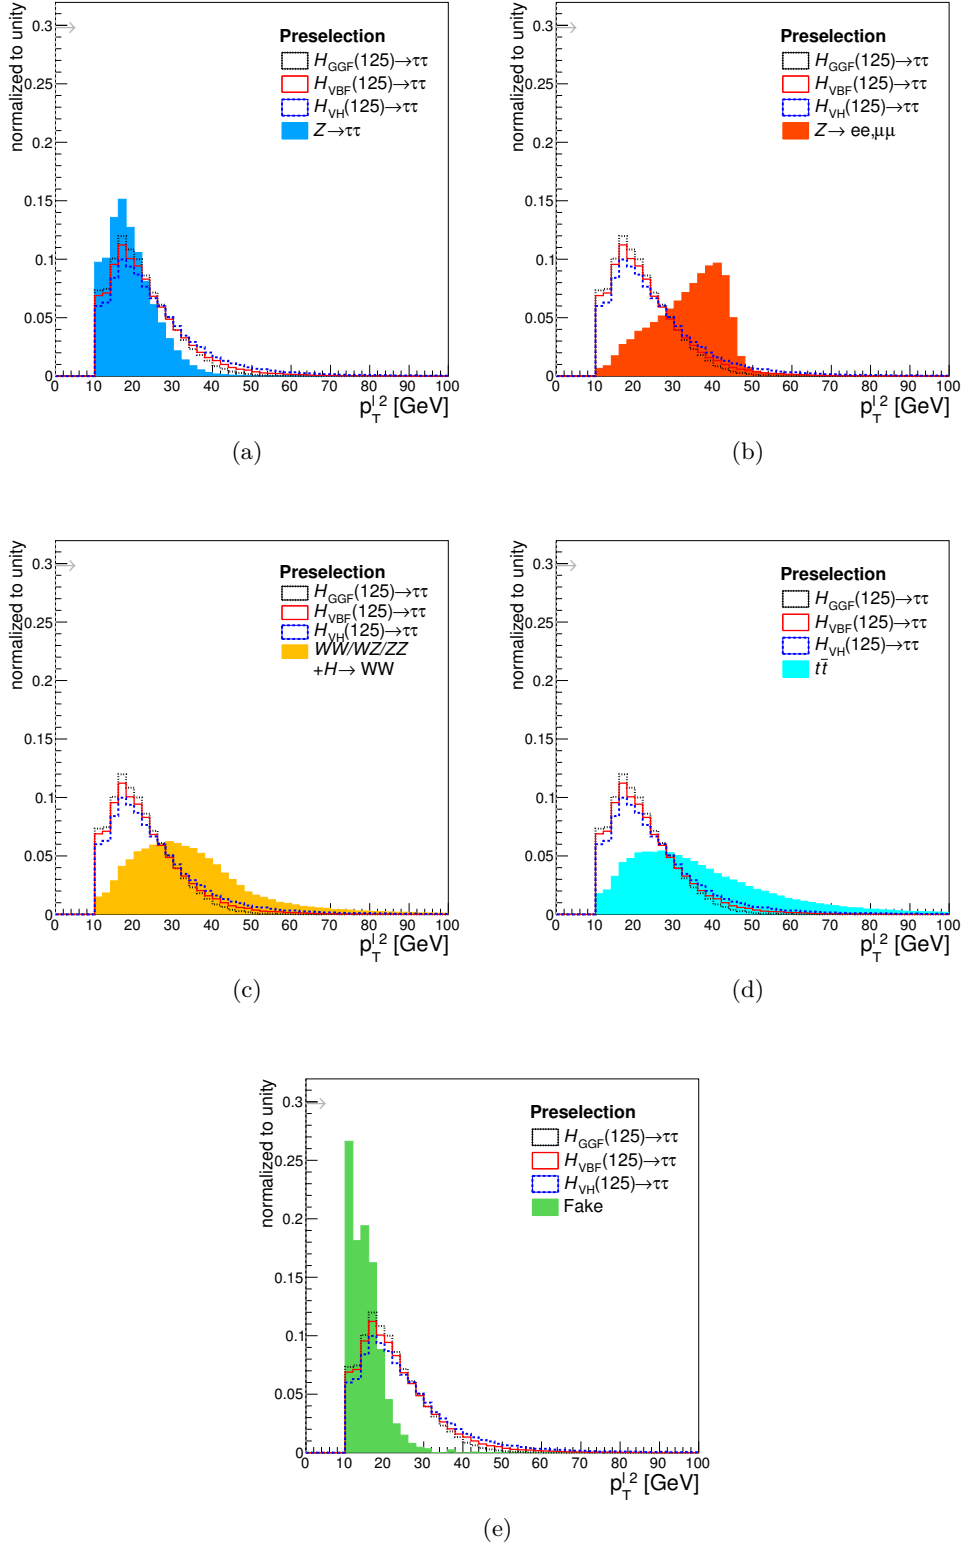 normalized to unity
0.3
0.25
0.2
0.15
0.1
0.05
0
Preselection
H_GGF(125)→ττ
H_VBF(125)→ττ
H_VH(125)→ττ
Z→ττ
0 10 20 30 40 50 60 70 80 90 100
p_T^l2 [GeV]
(a)
normalized to unity
0.3
0.25
0.2
0.15
0.1
0.05
0
Preselection
H_GGF(125)→ττ
H_VBF(125)→ττ
H_VH(125)→ττ
Z→ ee,μμ
0 10 20 30 40 50 60 70 80 90 100
p_T^l2 [GeV]
(b)
normalized to unity
0.3
0.25
0.2
0.15
0.1
0.05
0
Preselection
H_GGF(125)→ττ
H_VBF(125)→ττ
H_VH(125)→ττ
WW/WZ/ZZ
+H→ WW
0 10 20 30 40 50 60 70 80 90 100
p_T^l2 [GeV]
(c)
normalized to unity
0.3
0.25
0.2
0.15
0.1
0.05
0
Preselection
H_GGF(125)→ττ
H_VBF(125)→ττ
H_VH(125)→ττ
tt̄
0 10 20 30 40 50 60 70 80 90 100
p_T^l2 [GeV]
(d)
normalized to unity
0.3
0.25
0.2
0.15
0.1
0.05
0
Preselection
H_GGF(125)→ττ
H_VBF(125)→ττ
H_VH(125)→ττ
Fake
0 10 20 30 40 50 60 70 80 90 100
p_T^l2 [GeV]
(e)